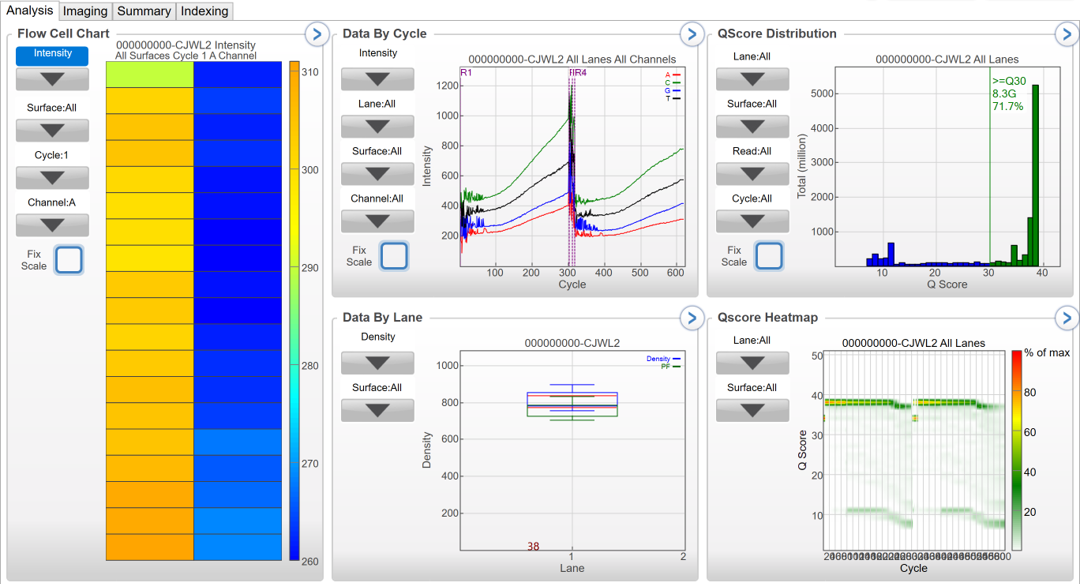 Analysis Imaging Summary Indexing
Flow Cell Chart
Intensity
Surface:All
Cycle:1
Channel:A
Fix
Scale
000000000-CJWL2 Intensity
All Surfaces Cycle 1 A Channel
310
300
290
280
270
260
Data By Cycle
Intensity
Lane:All
Surface:All
Channel:All
Fix
Scale
000000000-CJWL2 All Lanes All Channels
R1
R4
A
C
G
T
Intensity
1200
1000
800
600
400
200
100 200 300 400 500 600
Cycle
QScore Distribution
Lane:All
Surface:All
Read:All
Cycle:All
Fix
Scale
000000000-CJWL2 All Lanes
>=Q30
8.3G
71.7%
Total (million)
5000
4000
3000
2000
1000
10 20 30 40
Q Score
Data By Lane
Density
Surface:All
000000000-CJWL2
Density
PF
Density
1000
800
600
400
200
38
1 2
Lane
Qscore Heatmap
Lane:All
Surface:All
000000000-CJWL2 All Lanes
Q Score
50
40
30
20
10
Cycle
% of max
80
60
40
20